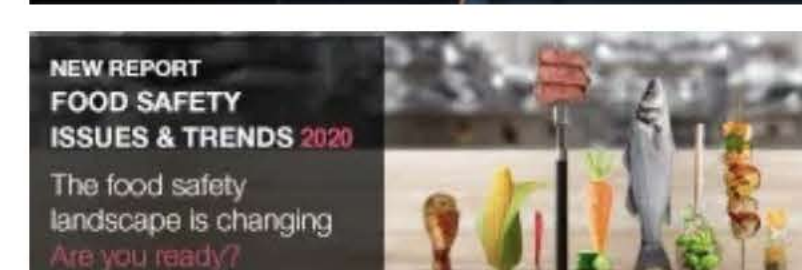 NEW REPORT
FOOD SAFETY
ISSUES & TRENDS 2020
The food safety
landscape is changing
Are you ready?